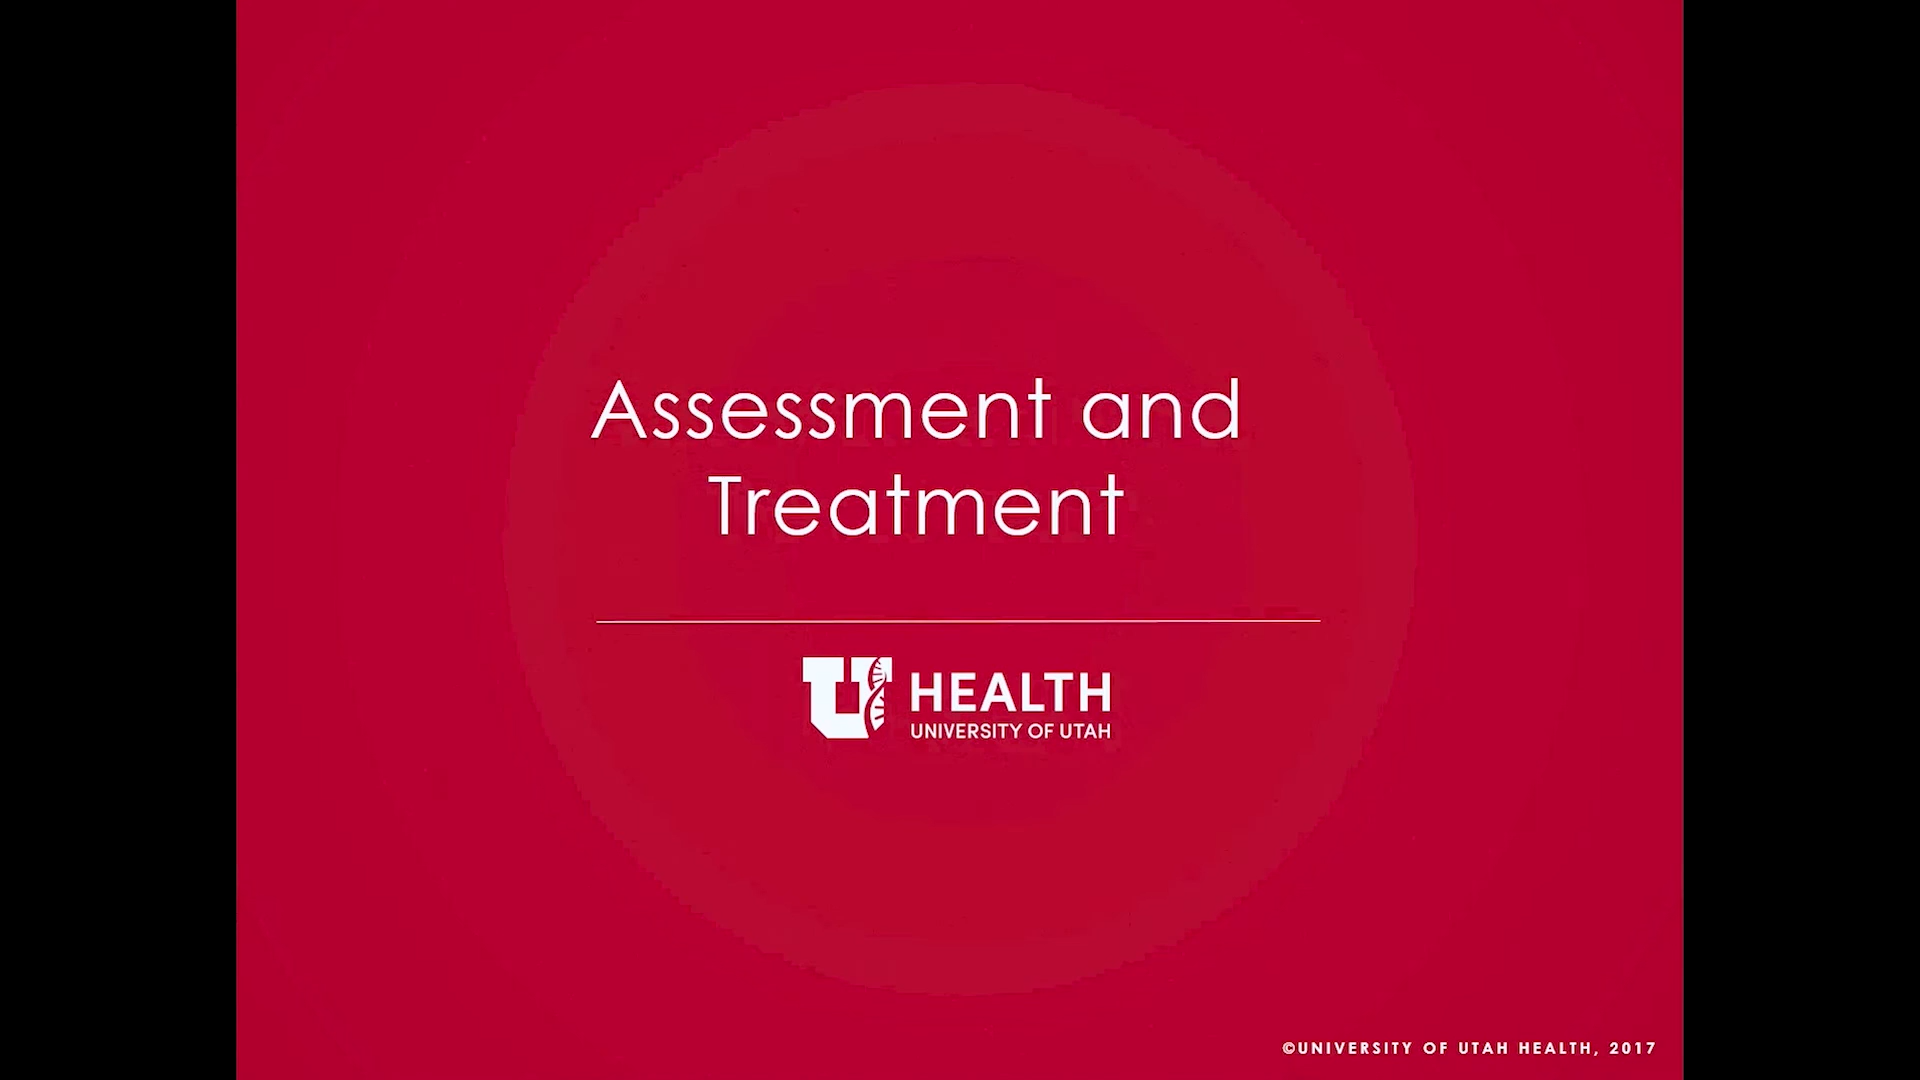 Assessment and
Treatment
U HEALTH
UNIVERSITY OF UTAH
©UNIVERSITY OF UTAH HEALTH, 2017